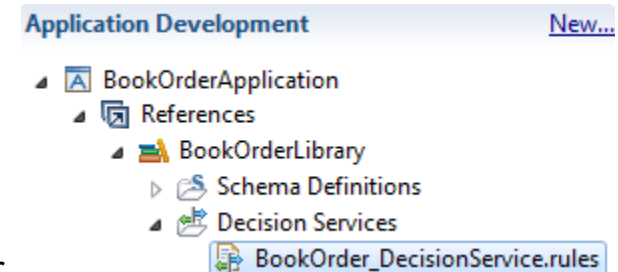 Application Development New...
BookOrderApplication
References
BookOrderLibrary
Schema Definitions
Decision Services
BookOrder_DecisionService.rules